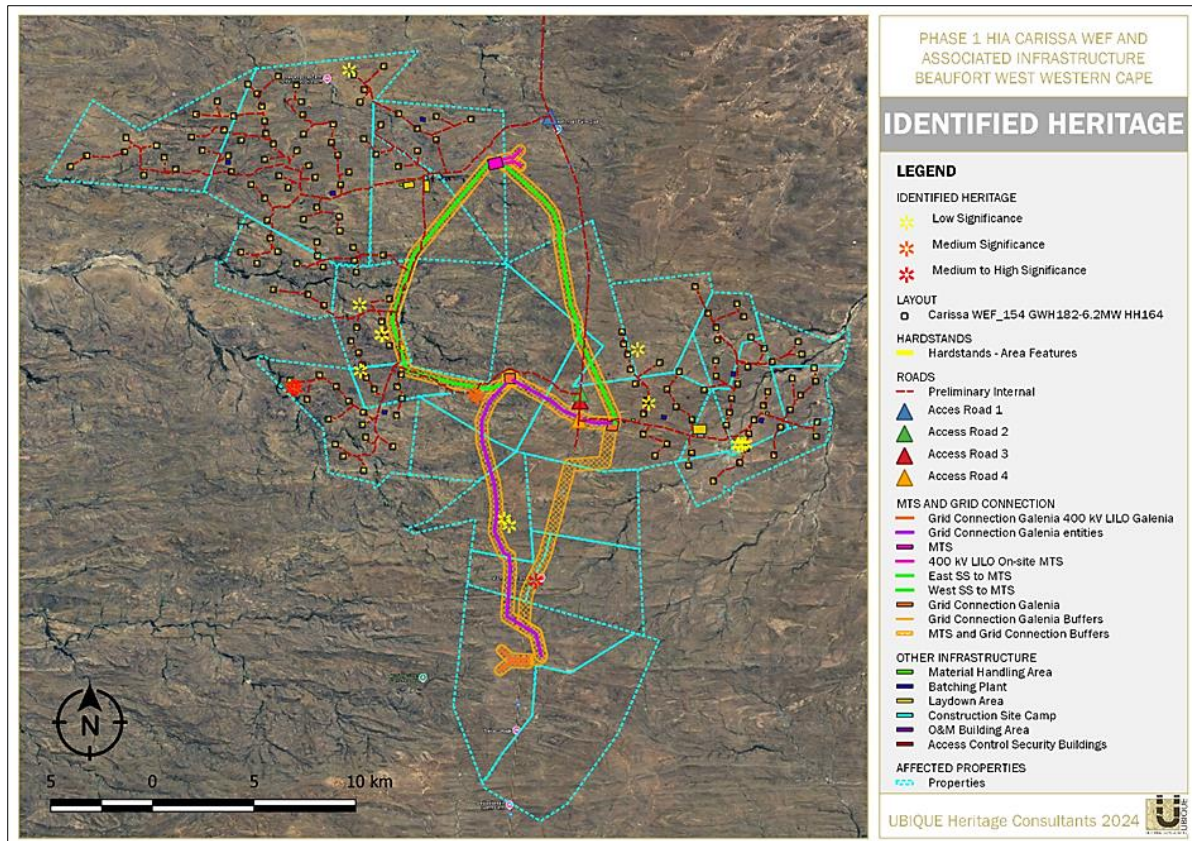 PHASE 1 HIA CARISSA WEF AND
ASSOCIATED INFRASTRUCTURE
BEAUFORT WEST WESTERN CAPE
IDENTIFIED HERITAGE
LEGEND
IDENTIFIED HERITAGE
Low Significance
Medium Significance
Medium to High Significance
LAYOUT
Carissa WEF_154 GWH182-6.2MW HH164
HARDSTANDS
Hardstands - Area Features
ROADS
Preliminary Internal
Acces Road 1
Access Road 2
Access Road 3
Access Road 4
MTS AND GRID CONNECTION
Grid Connection Galenia 400 kV LILO Galenia
Grid Connection Galenia entities
MTS
400 kV LILO On-site MTS
East SS to MTS
West SS to MTS
Grid Connection Galenia
Grid Connection Galenia Buffers
MTS and Grid Connection Buffers
OTHER INFRASTRUCTURE
Material Handling Area
Batching Plant
Laydown Area
Construction Site Camp
O&M Building Area
Access Control Security Buildings
AFFECTED PROPERTIES
Properties
UBIQUE Heritage Consultants 2024
UBIQUE
N
5 0 5 10 km